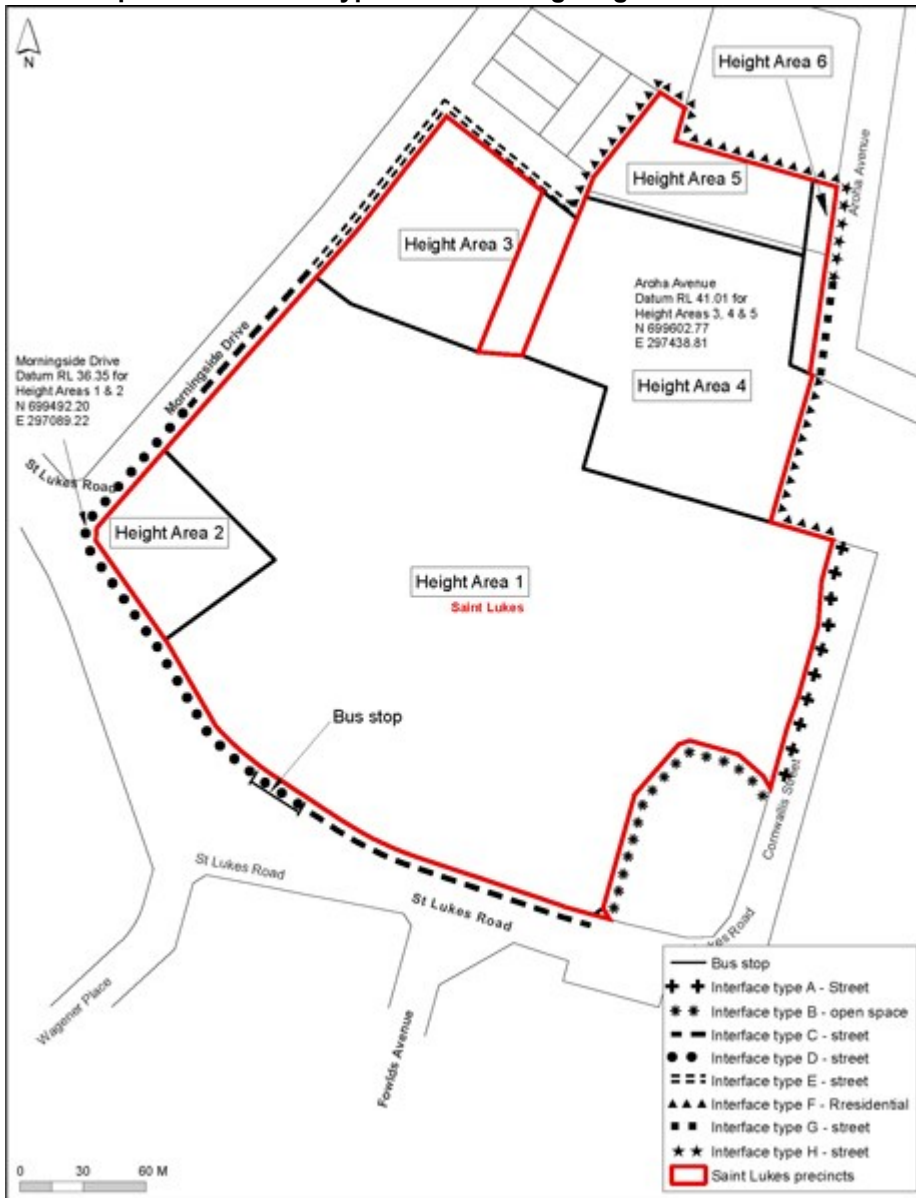 N
Height Area 6
Height Area 5
Aroha Avenue
Height Area 3
Aroha Avenue
Datum RL 41.01 for
Height Areas 3, 4 & 5
N 699602.77
E 297438.81
Height Area 4
Morningside Drive
Morningside Drive
Datum RL 36.35 for
Height Areas 1 & 2
N 699492.20
E 297089.22
St Lukes Road
Height Area 2
Height Area 1
Saint Lukes
Bus stop
Cornwallis Street
St Lukes Road
St Lukes Road
Road
Wagener Place
Fowlds Avenue
Bus stop
Interface type A - Street
Interface type B - open space
Interface type C - street
Interface type D - street
Interface type E - street
Interface type F - Rresidential
Interface type G - street
Interface type H - street
Saint Lukes precincts
0 30 60 M